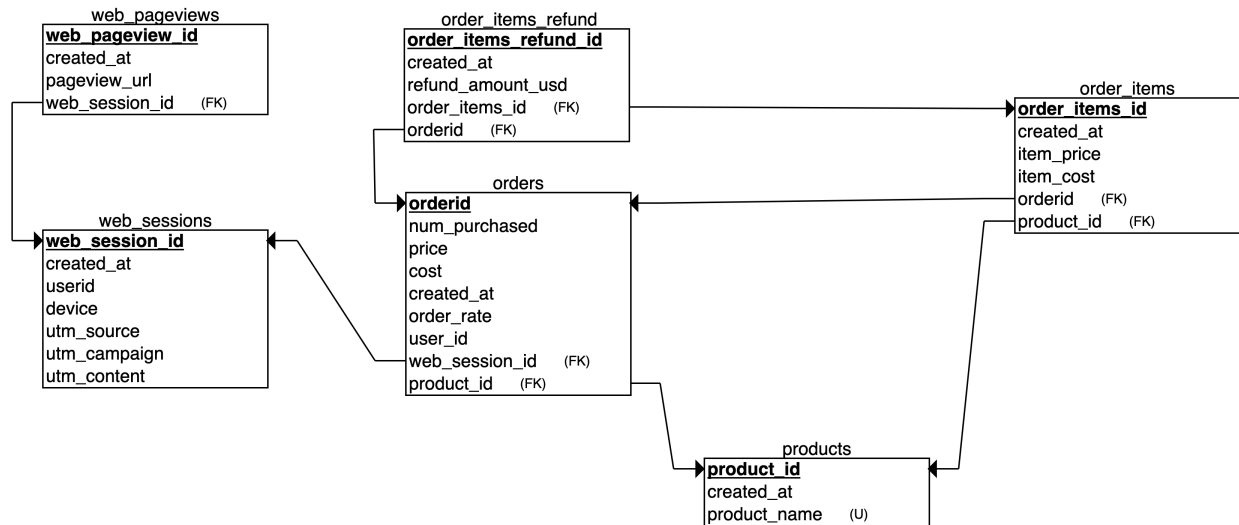 web_pageviews
web_pageview_id
created_at
pageview_url
web_session_id (FK)
order_items_refund
order_items_refund_id
created_at
refund_amount_usd
order_items_id (FK)
orderid (FK)
order_items
order_items_id
created_at
item_price
item_cost
orderid (FK)
product_id (FK)
web_sessions
web_session_id
created_at
userid
device
utm_source
utm_campaign
utm_content
orders
orderid
num_purchased
price
cost
created_at
order_rate
user_id
web_session_id (FK)
product_id (FK)
products
product_id
created_at
product_name (U)